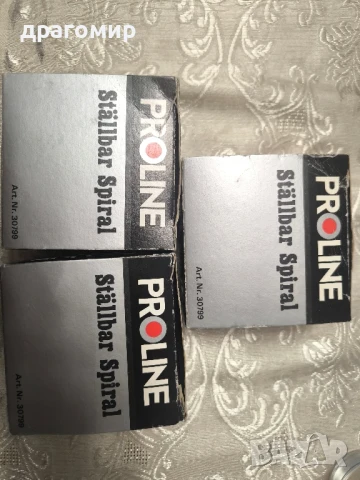 драгомир
PROLINE
Ställbar Spiral
Art. Nr. 30799
PROLINE
Ställbar Spiral
Art. Nr. 30799
PROLINE
Ställbar Spiral
Art. Nr. 30799
BAZAR